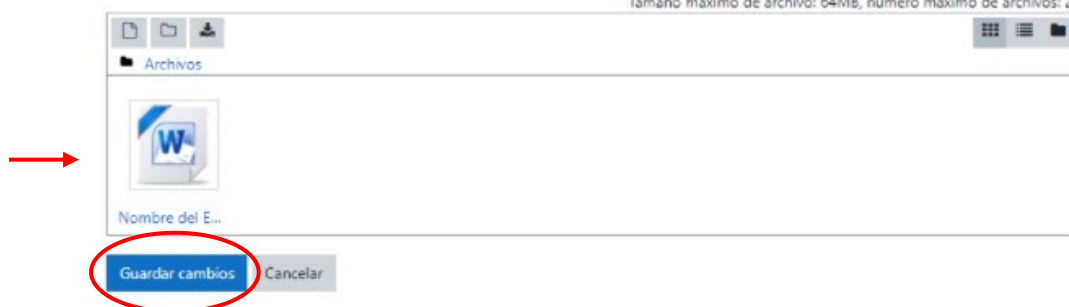 Tamaño máximo de archivo: 64MB, número máximo de archivos: 2
Archivos
W
Nombre del E...
Guardar cambios Cancelar